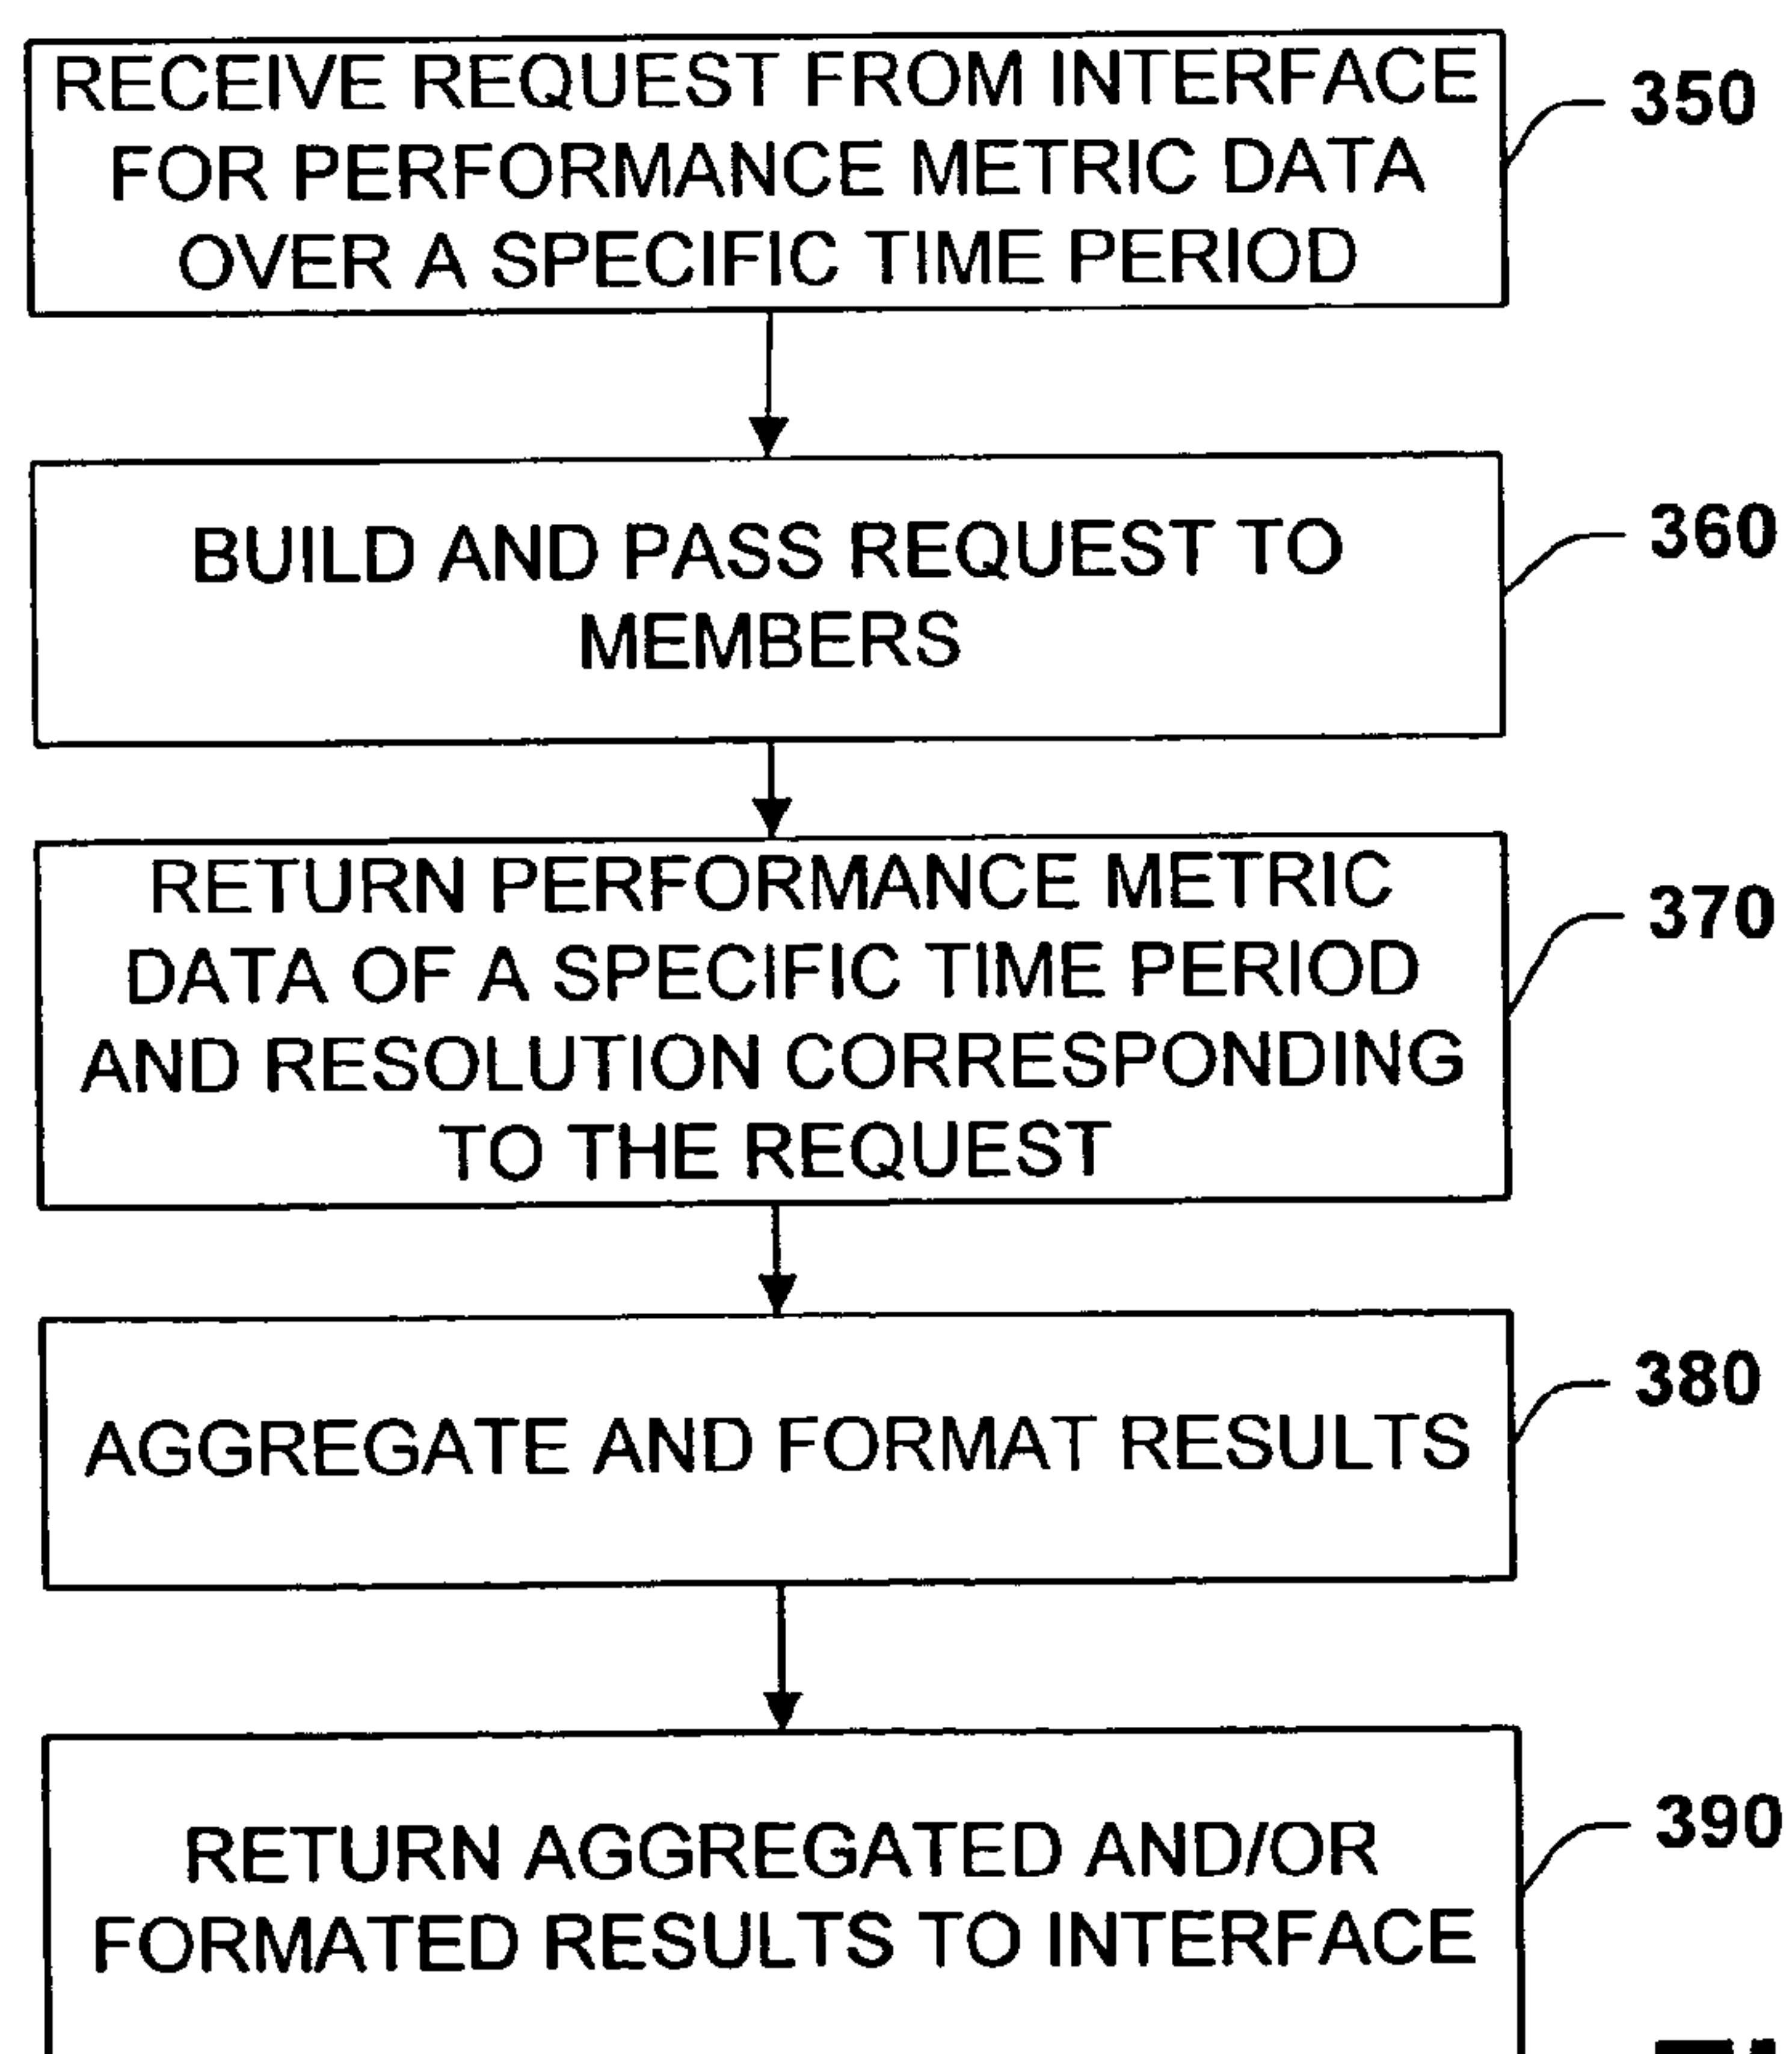 RECEIVE REQUEST FROM INTERFACE
FOR PERFORMANCE METRIC DATA
OVER A SPECIFIC TIME PERIOD
350
BUILD AND PASS REQUEST TO
MEMBERS
360
RETURN PERFORMANCE METRIC
DATA OF A SPECIFIC TIME PERIOD
AND RESOLUTION CORRESPONDING
TO THE REQUEST
370
AGGREGATE AND FORMAT RESULTS
380
RETURN AGGREGATED AND/OR
FORMATED RESULTS TO INTERFACE
390